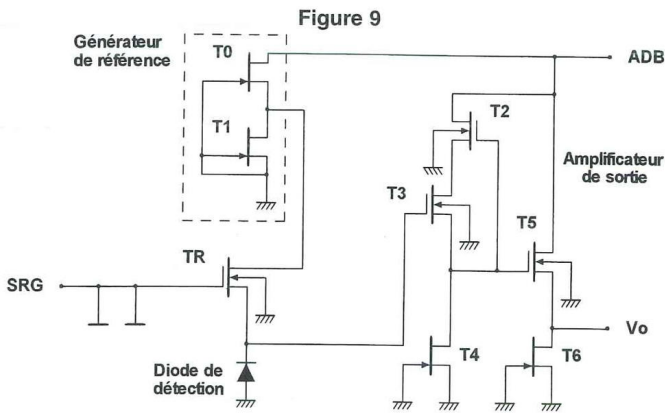 Figure 9
Générateur
de référence
T0
ADB
T1
T2
Amplificateur
de sortie
T3
T5
TR
SRG
Vo
T4
T6
Diode de
détection